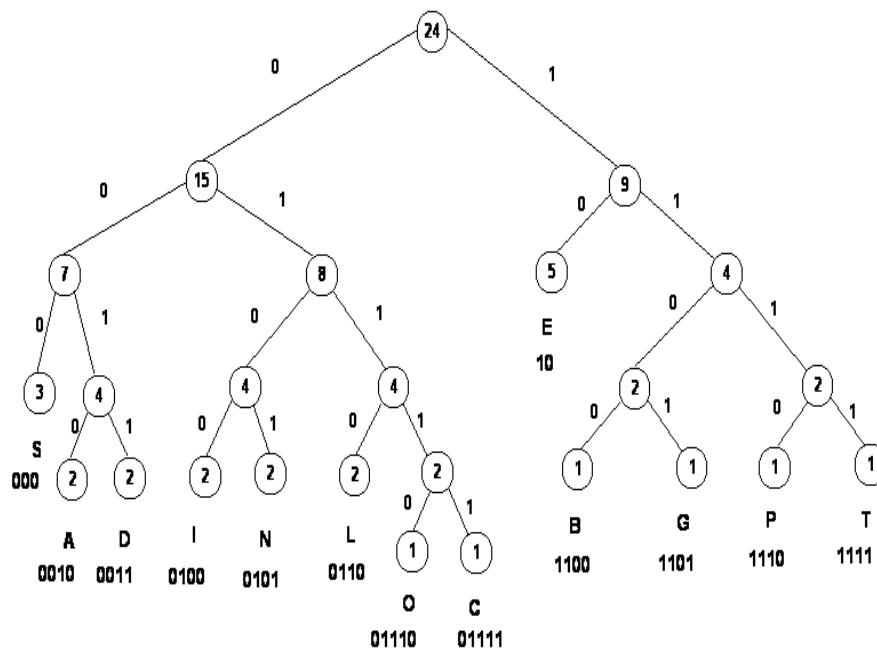 24
0 1
15 9
0 1 0 1
7 8 5 4
0 1 0 1 E 0 1
10
3 4 4 4 2 2
S 0 1 0 1 0 1 0 1 0 1
000 2 2 2 2 2 2 1 1 1 1
A D I N L 0 1 B G P T
0010 0011 0100 0101 0110 1 1 1100 1101 1110 1111
O C
01110 01111